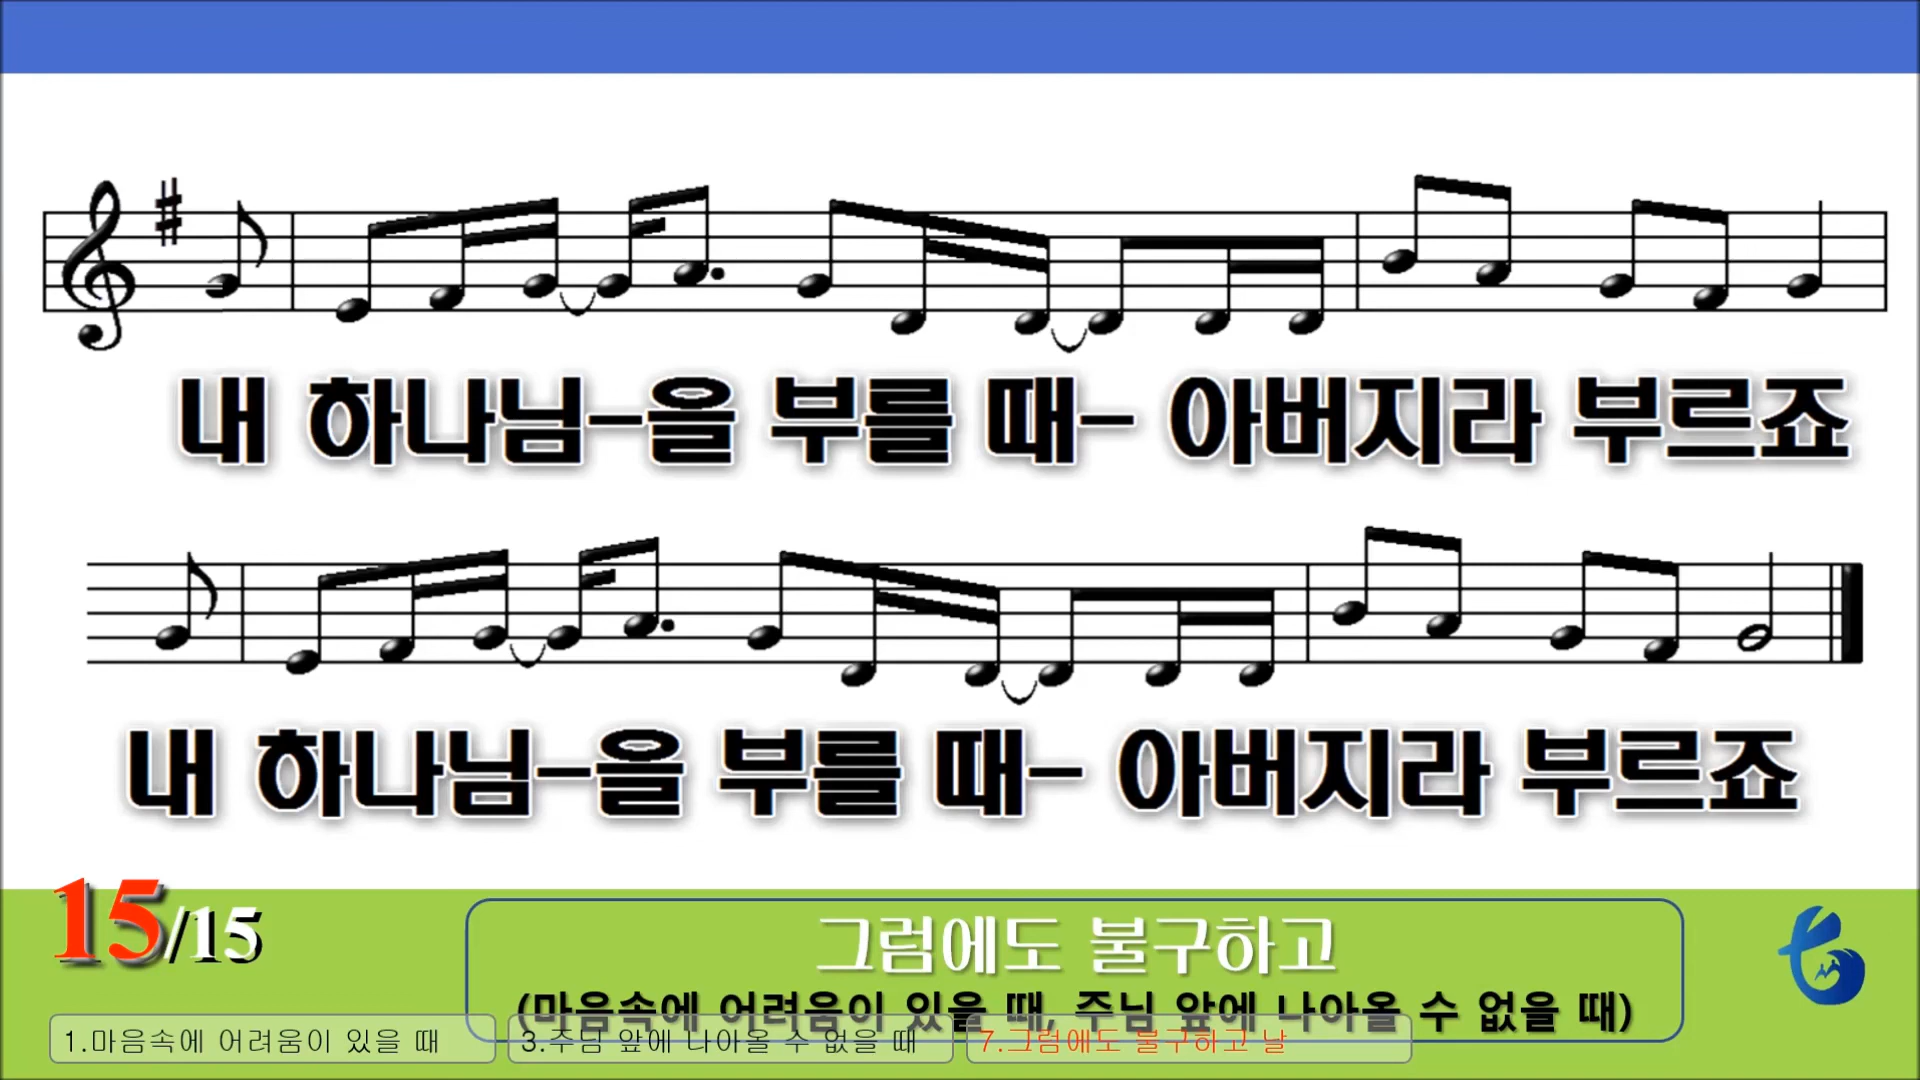 내 하나님-을 부를 때- 아버지라 부르죠
내 하나님-을 부를 때- 아버지라 부르죠
15/15
그럼에도 불구하고
(마음속에 어려움이 있을 때, 주님 앞에 나아올 수 없을 때)
1.마음속에 어려움이 있을 때
3.주님 앞에 나아올 수 없을 때
7.그럼에도 불구하고 날